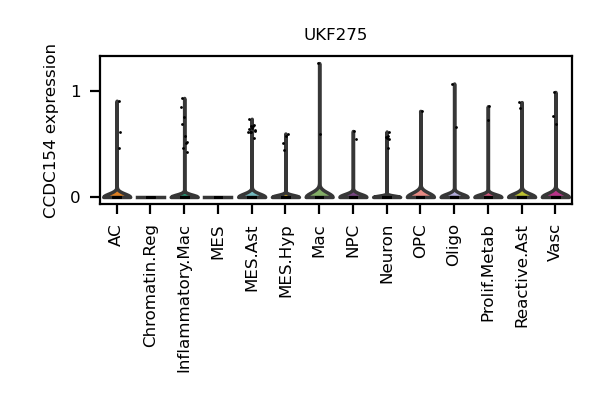 UKF275
CCDC154 expression
1
0
AC
Chromatin.Reg
Inflammatory.Mac
MES
MES.Ast
MES.Hyp
Mac
NPC
Neuron
OPC
Oligo
Prolif.Metab
Reactive.Ast
Vasc